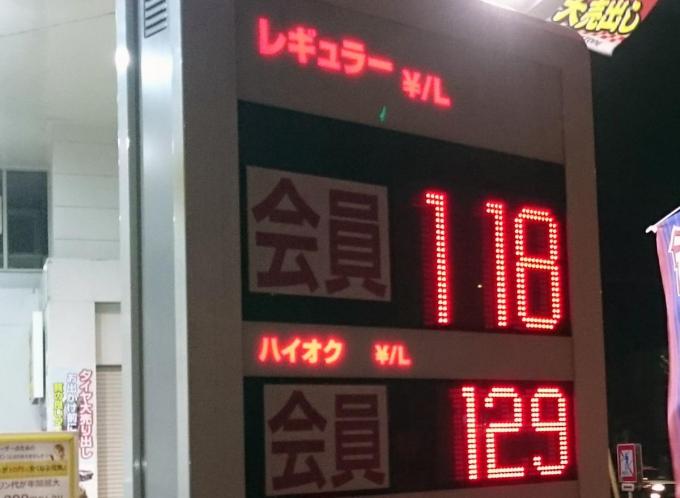 大売出し
レギュラー ¥/L
会員 118
ハイオク ¥/L
会員 129
タイヤ大売り出し